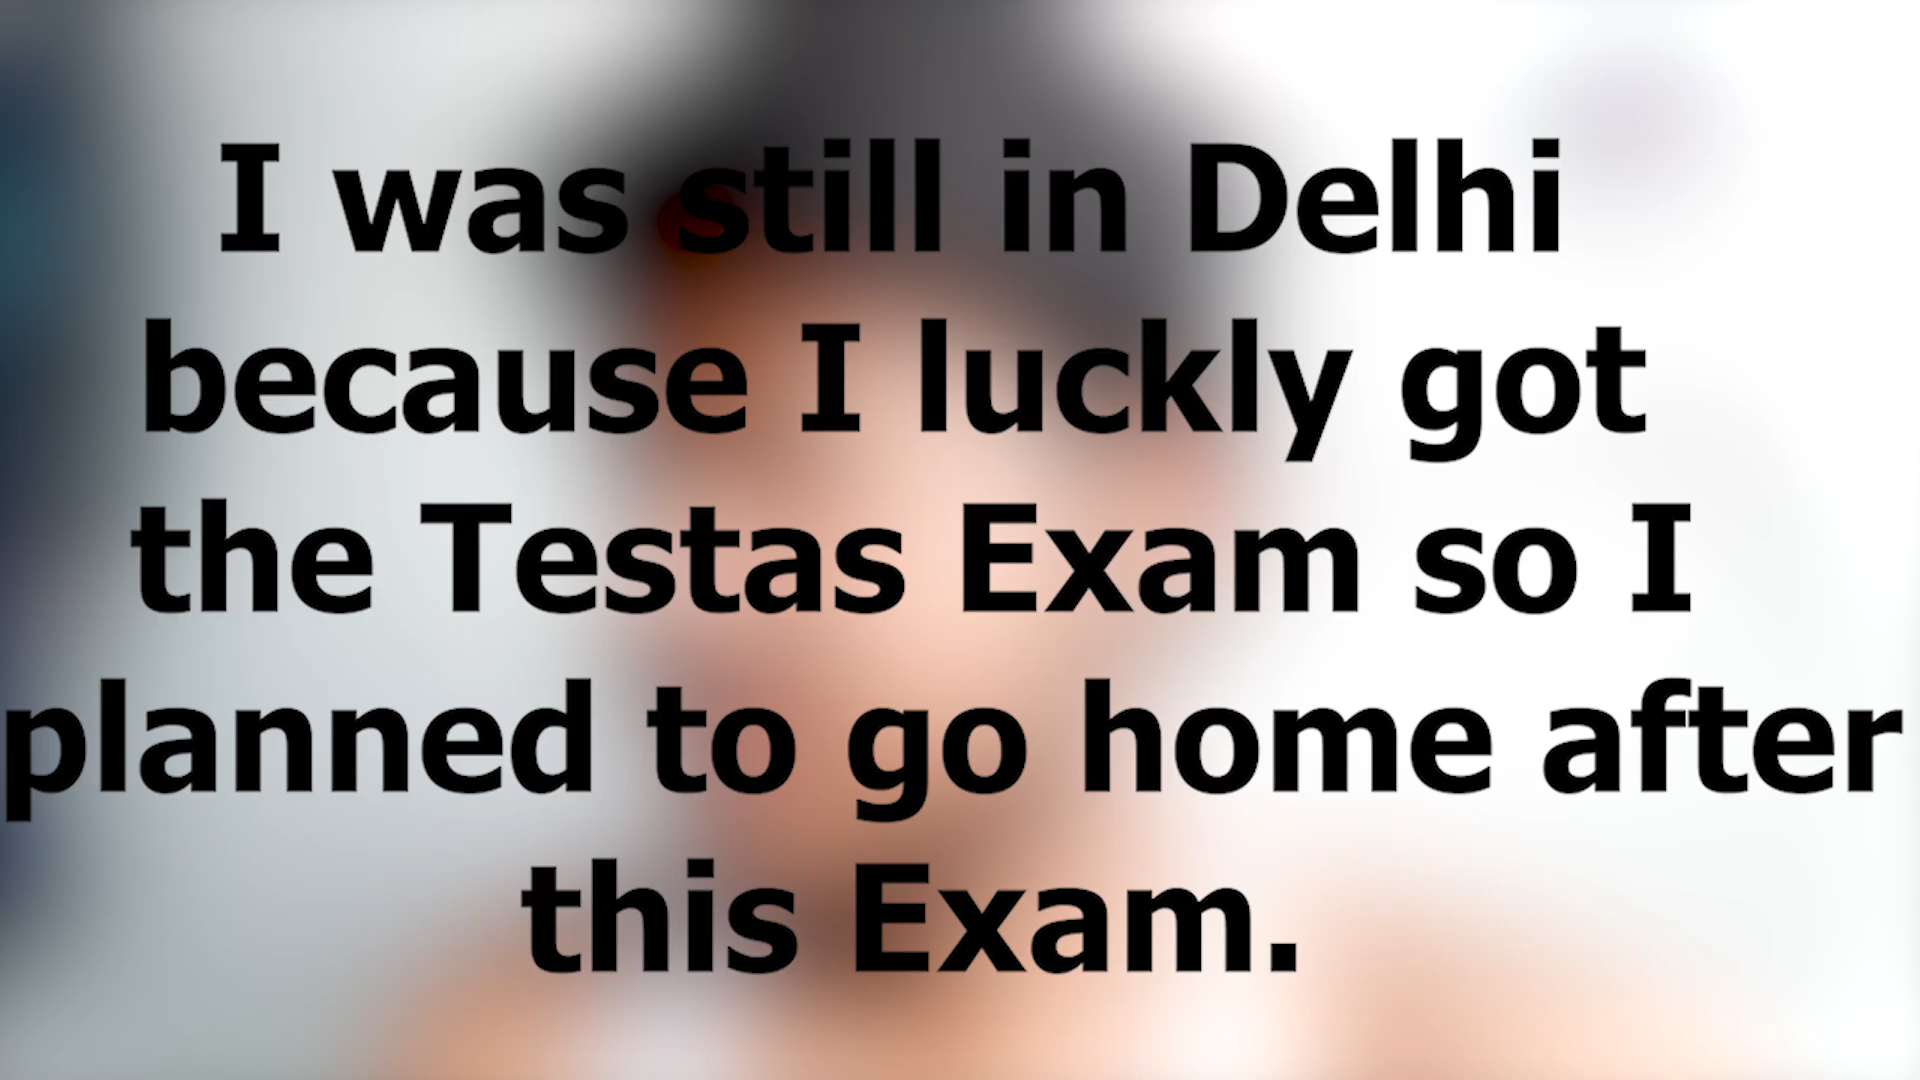 I was still in Delhi
because I luckly got
the Testas Exam so I
planned to go home after
this Exam.